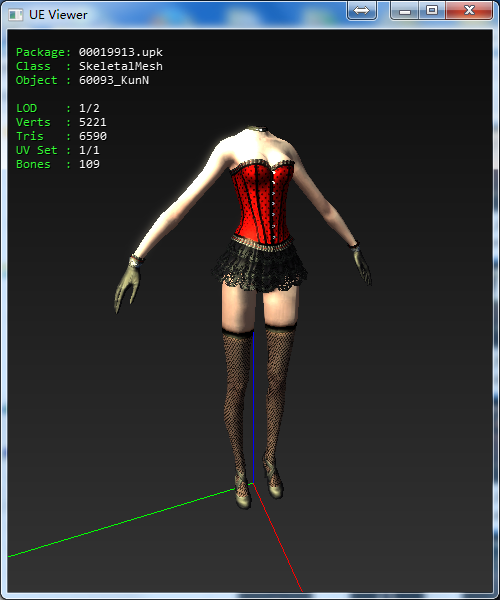 UE Viewer
Package: 00019913.upk
Class : SkeletalMesh
Object : 60093_KunN
LOD : 1/2
Verts : 5221
Tris : 6590
UV Set : 1/1
Bones : 109